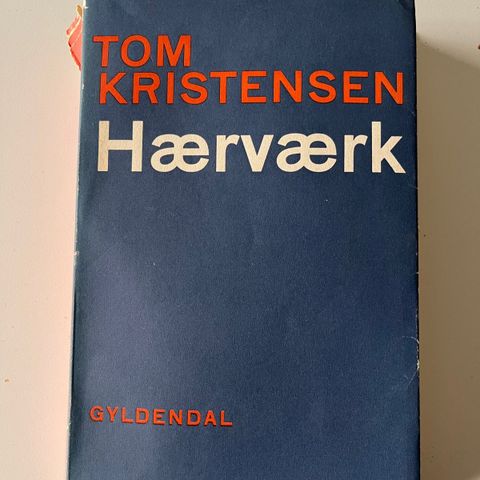 TOM
KRISTENSEN
Hærværk
GYLDENDAL